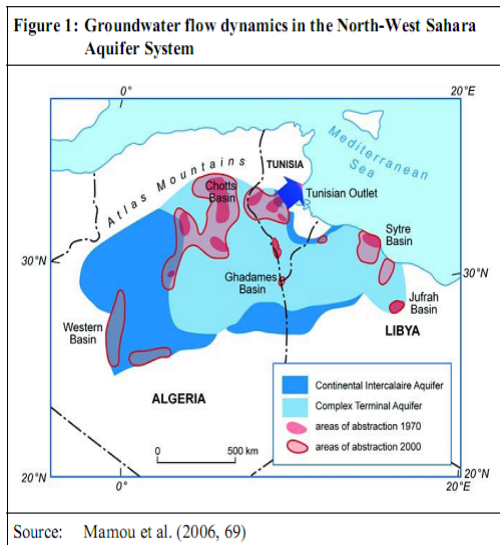 Figure 1: Groundwater flow dynamics in the North-West Sahara
Aquifer System
0°
20°E
Mediterranean
Sea
Atlas Mountains
TUNISIA
Chotts
Basin
Tunisian Outlet
Sytre
Basin
30°N
30°N
Ghadames
Basin
Jufrah
Basin
Western
Basin
LIBYA
ALGERIA
Continental Intercalaire Aquifer
Complex Terminal Aquifer
areas of abstraction 1970
areas of abstraction 2000
0 500 km
20°N
20°N
0°
20°E
Source: Mamou et al. (2006, 69)